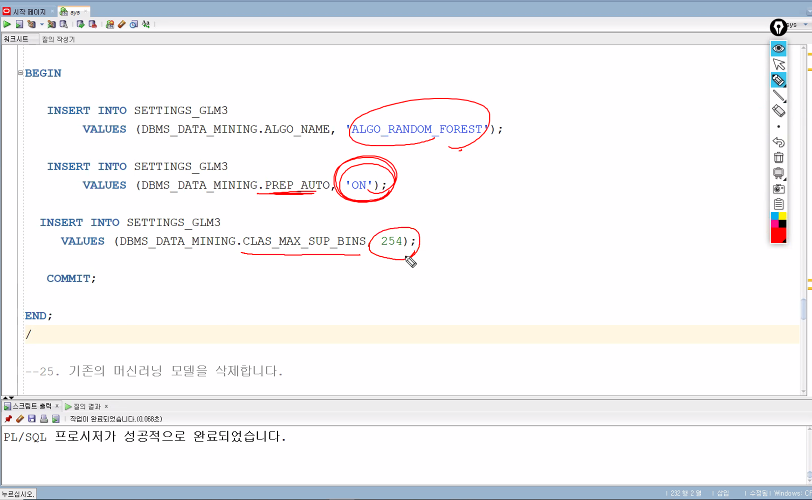 시작 페이지
sys
sys
워크시트 질의 작성기
BEGIN
INSERT INTO SETTINGS_GLM3
VALUES (DBMS_DATA_MINING.ALGO_NAME, 'ALGO_RANDOM_FOREST');
INSERT INTO SETTINGS_GLM3
VALUES (DBMS_DATA_MINING.PREP_AUTO, 'ON');
INSERT INTO SETTINGS_GLM3
VALUES (DBMS_DATA_MINING.CLAS_MAX_SUP_BINS, 254);
COMMIT;
END;
/
--25. 기존의 머신러닝 모델을 삭제합니다.
스크립트 출력 x 질의 결과 x
작업이 완료되었습니다.(0.068초)
PL/SQL 프로시저가 성공적으로 완료되었습니다.
누르십시오. 232 행 2 열 삽입 수정됨 Windows: